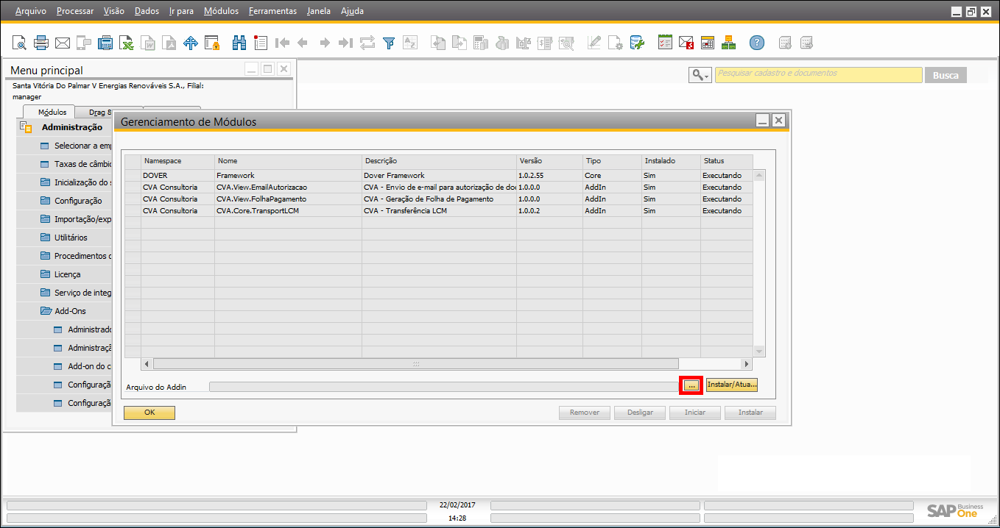 Arquivo Processar Visão Dados Ir para Módulos Ferramentas Janela Ajuda
Menu principal
Pesquisar cadastro e documentos
Busca
Santa Vitória Do Palmar V Energias Renováveis S.A., Filial:
manager
Módulos Drag &
Administração
Selecionar a em
Taxas de câmbi
Inicialização do s
Configuração
Importação/exp
Utilitários
Procedimentos
Licença
Serviço de integ
Add-Ons
Administrado
Administraçã
Add-on do c
Configuraçã
Configuraçã
Gerenciamento de Módulos
Namespace Nome Descrição Versão Tipo Instalado Status
DOVER Framework Dover Framework 1.0.2.55 Core Sim Executando
CVA Consultoria CVA.View.EmailAutorizacao CVA - Envio de e-mail para autorização de do 1.0.0.0 AddIn Sim Executando
CVA Consultoria CVA.View.FolhaPagamento CVA - Geração de Folha de Pagamento 1.0.0.0 AddIn Sim Executando
CVA Consultoria CVA.Core.TransportLCM CVA - Transferência LCM 1.0.0.2 AddIn Sim Executando
Arquivo do Addin ... Instalar/Atua...
OK Remover Desligar Iniciar Instalar
22/02/2017
14:28
SAP Business One